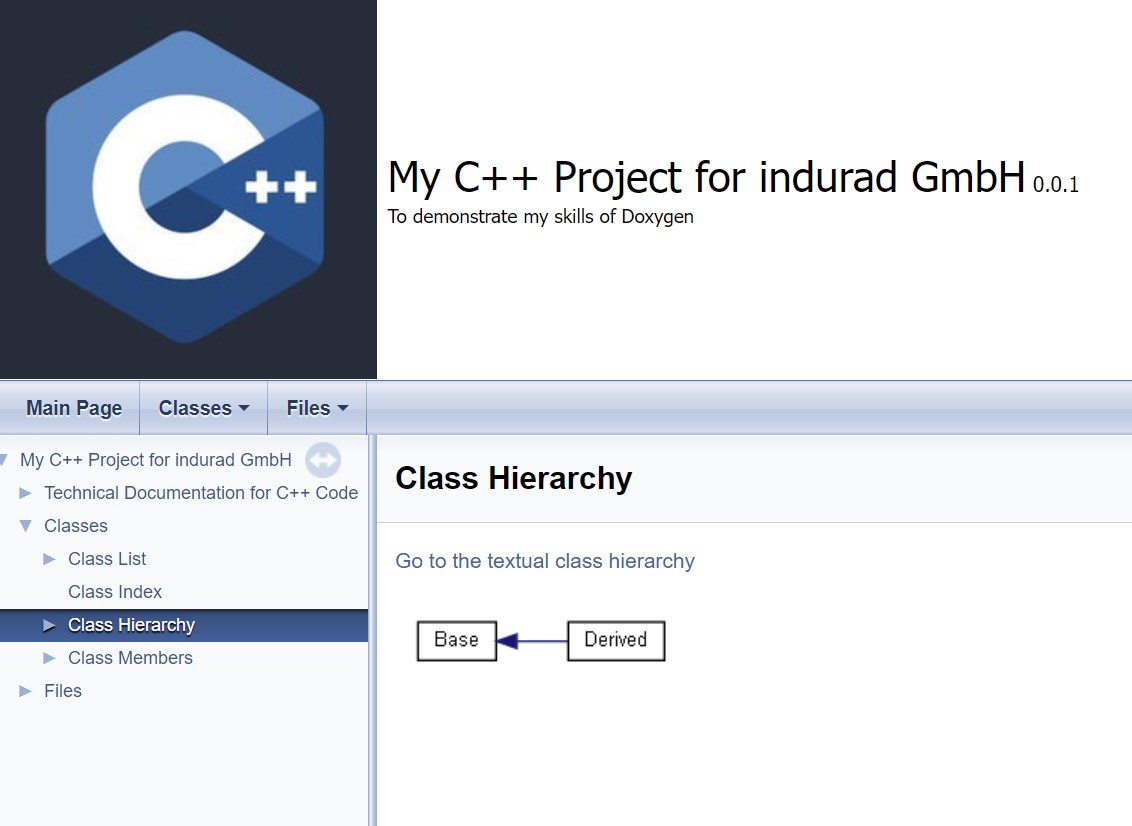 C++
My C++ Project for indurad GmbH 0.0.1
To demonstrate my skills of Doxygen
Main Page
Classes
Files
My C++ Project for indurad GmbH
Technical Documentation for C++ Code
Classes
Class List
Class Index
Class Hierarchy
Class Members
Files
Class Hierarchy
Go to the textual class hierarchy
Base
Derived